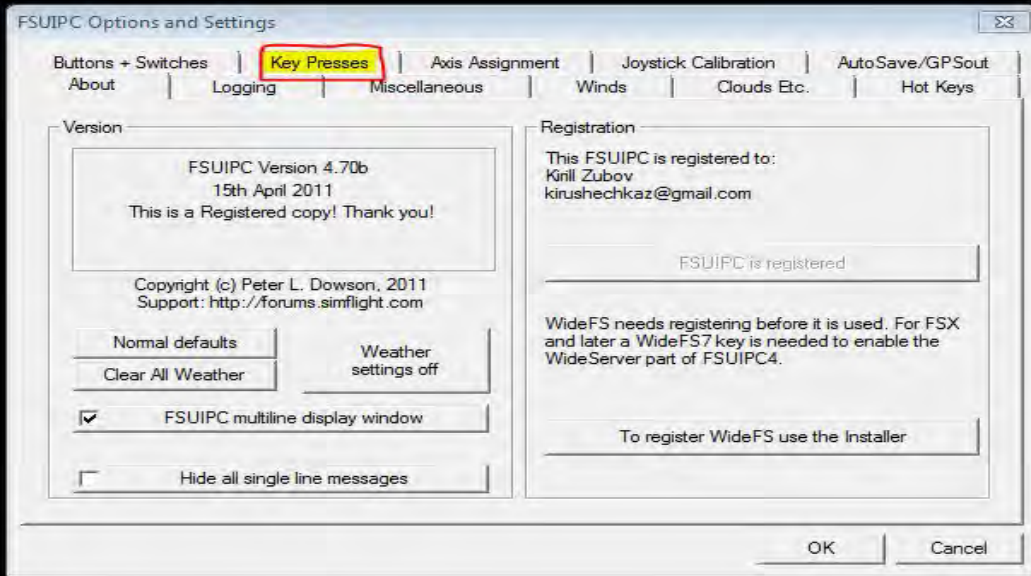 FSUIPC Options and Settings
Buttons + Switches
Key Presses
Axis Assignment
Joystick Calibration
AutoSave/GPSout
About
Logging
Miscellaneous
Winds
Clouds Etc.
Hot Keys
Version
FSUIPC Version 4.70b
15th April 2011
This is a Registered copy! Thank you!
Copyright (c) Peter L. Dowson, 2011
Support: http://forums.simflight.com
Normal defaults
Clear All Weather
Weather
settings off
FSUIPC multiline display window
Hide all single line messages
Registration
This FSUIPC is registered to:
Kirill Zubov
kirushechkaz@gmail.com
FSUIPC is registered
WideFS needs registering before it is used. For FSX
and later a WideFS7 key is needed to enable the
WideServer part of FSUIPC4.
To register WideFS use the Installer
OK
Cancel